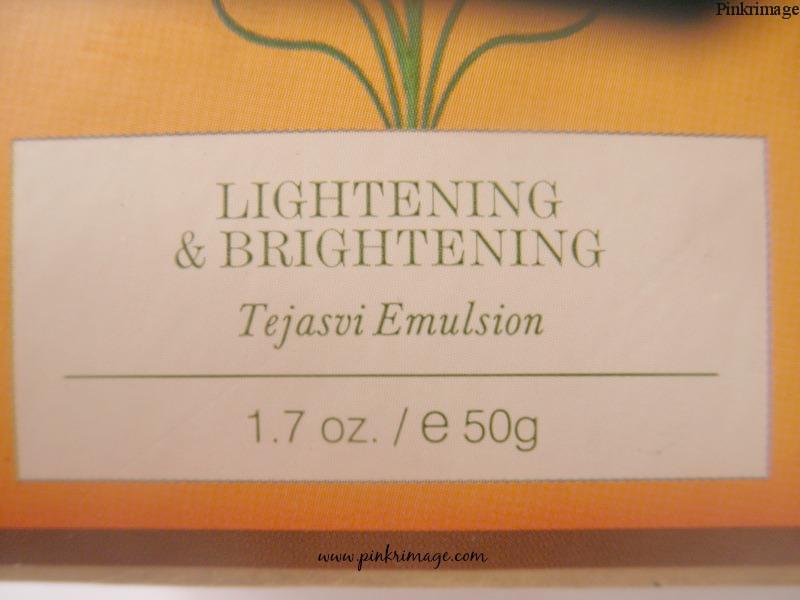 Pinkrimage
LIGHTENING
& BRIGHTENING
Tejasvi Emulsion
1.7 oz. / ℮ 50g
www.pinkrimage.com